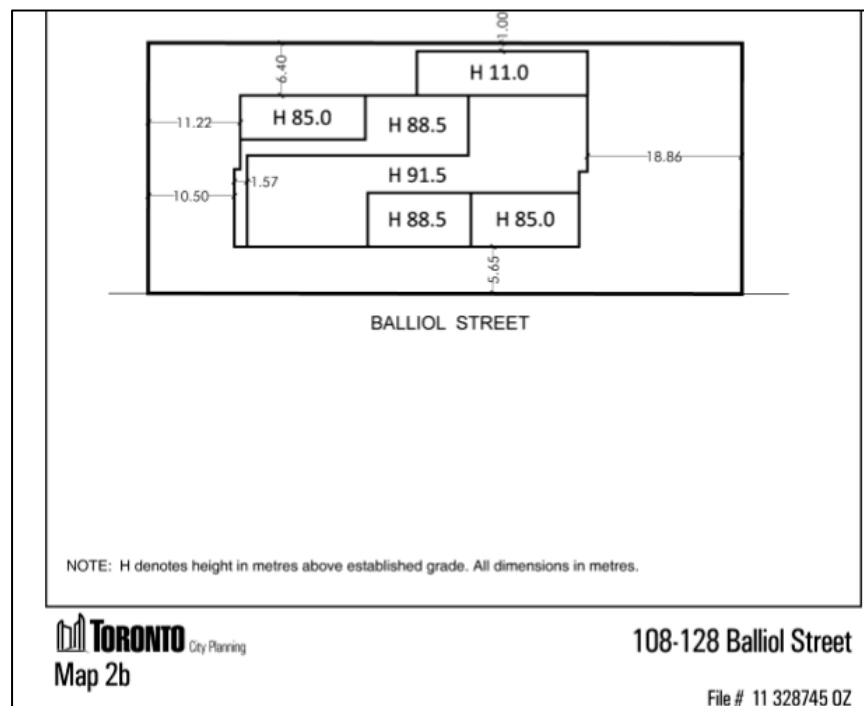 1.00
6.40
H 11.0
H 85.0
H 88.5
11.22
18.86
H 91.5
1.57
10.50
H 88.5
H 85.0
5.65
BALLIOL STREET
NOTE: H denotes height in metres above established grade. All dimensions in metres.
TORONTO City Planning
108-128 Balliol Street
Map 2b
File # 11 328745 OZ